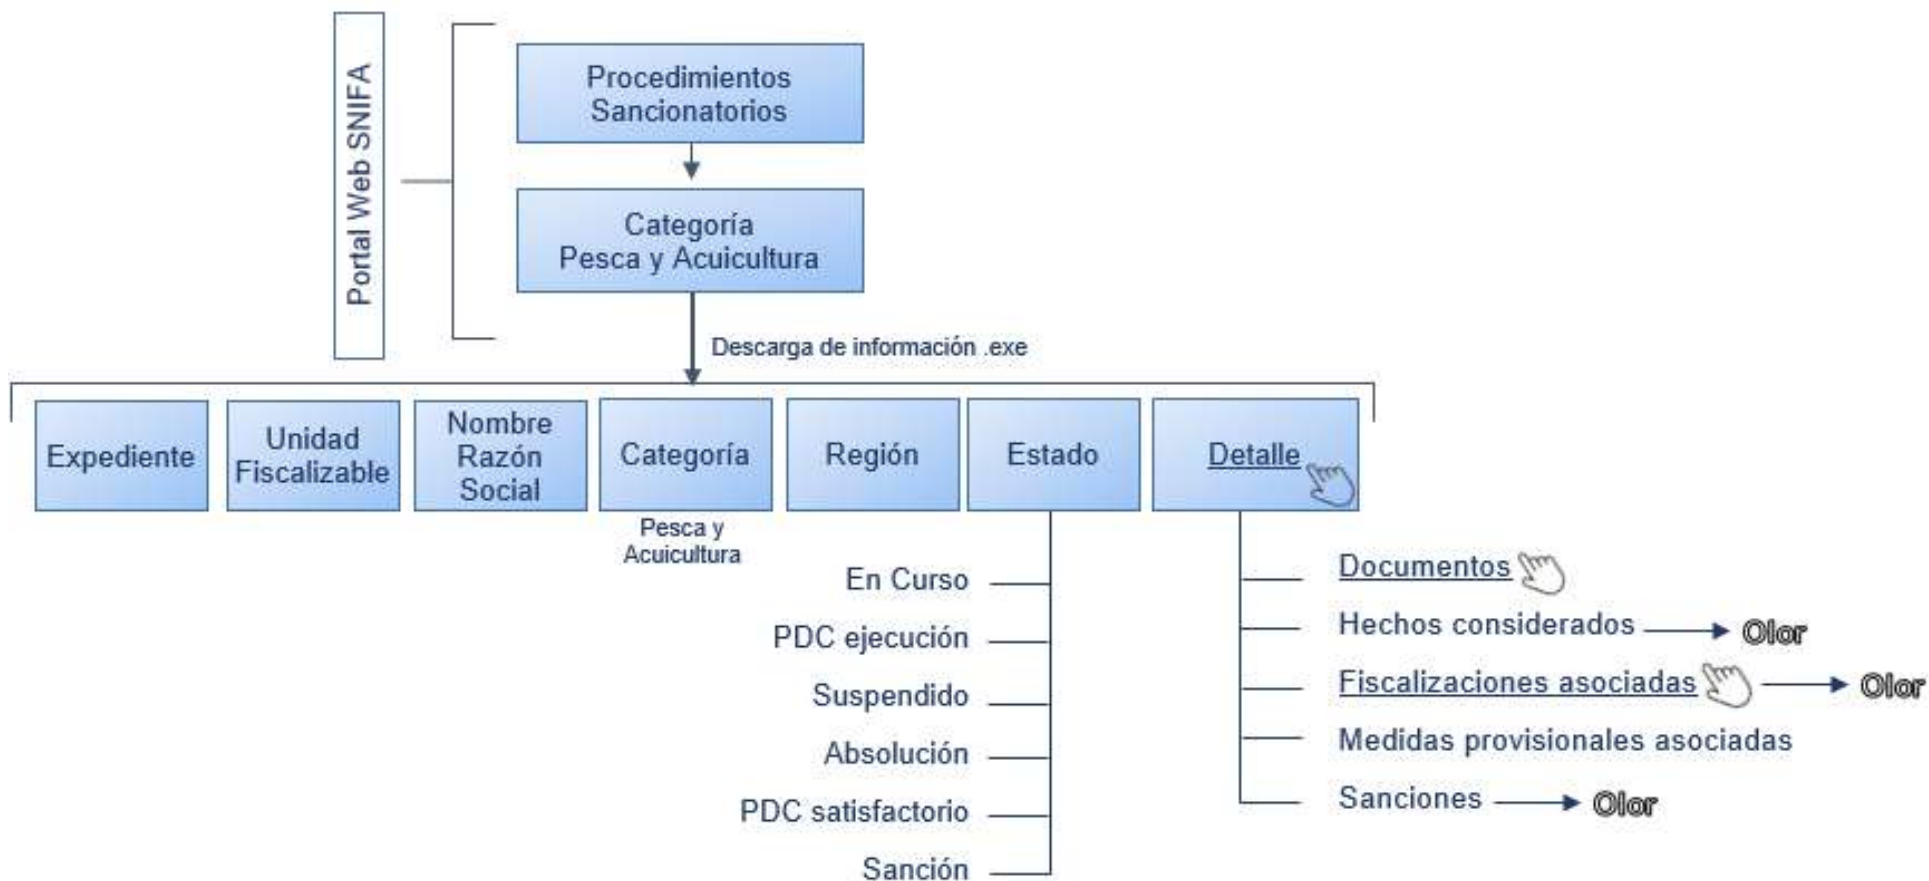 Portal Web SNIFA
Procedimientos
Sancionatorios
Categoría
Pesca y Acuicultura
Descarga de información .exe
Expediente
Unidad
Fiscalizable
Nombre
Razón
Social
Categoría
Región
Estado
Detalle
Pesca y
Acuicultura
En Curso
PDC ejecución
Suspendido
Absolución
PDC satisfactorio
Sanción
Documentos
Hechos considerados
Olor
Fiscalizaciones asociadas
Olor
Medidas provisionales asociadas
Sanciones
Olor